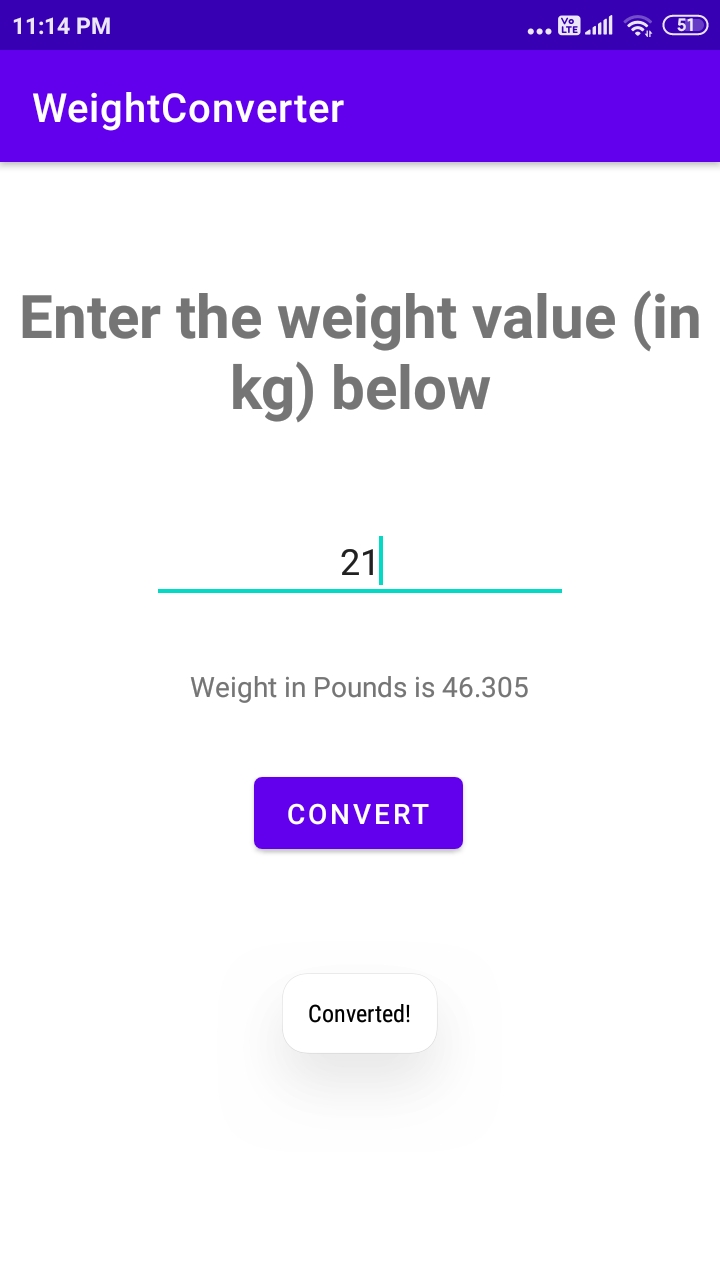 11:14 PM
Vo LTE
51
WeightConverter
Enter the weight value (in
kg) below
21
Weight in Pounds is 46.305
CONVERT
Converted!